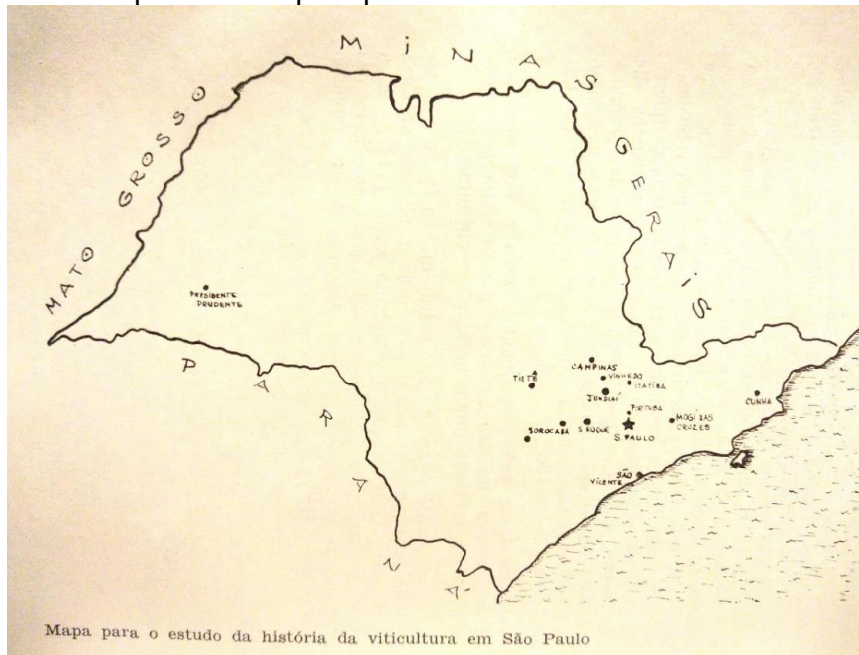 MINAS GERAIS
MATO GROSSO
PRESIDENTE
PRUDENTE
PARANÁ
CAMPINAS
TIETÊ
VINHEDO
ITATIBA
JUNDIAÍ
CUNHA
PIRITUBA
MOGÍ DAS
CRUZES
SOROCABA
S. ROQUE
S. PAULO
SÃO
VICENTE
Mapa para o estudo da história da viticultura em São Paulo